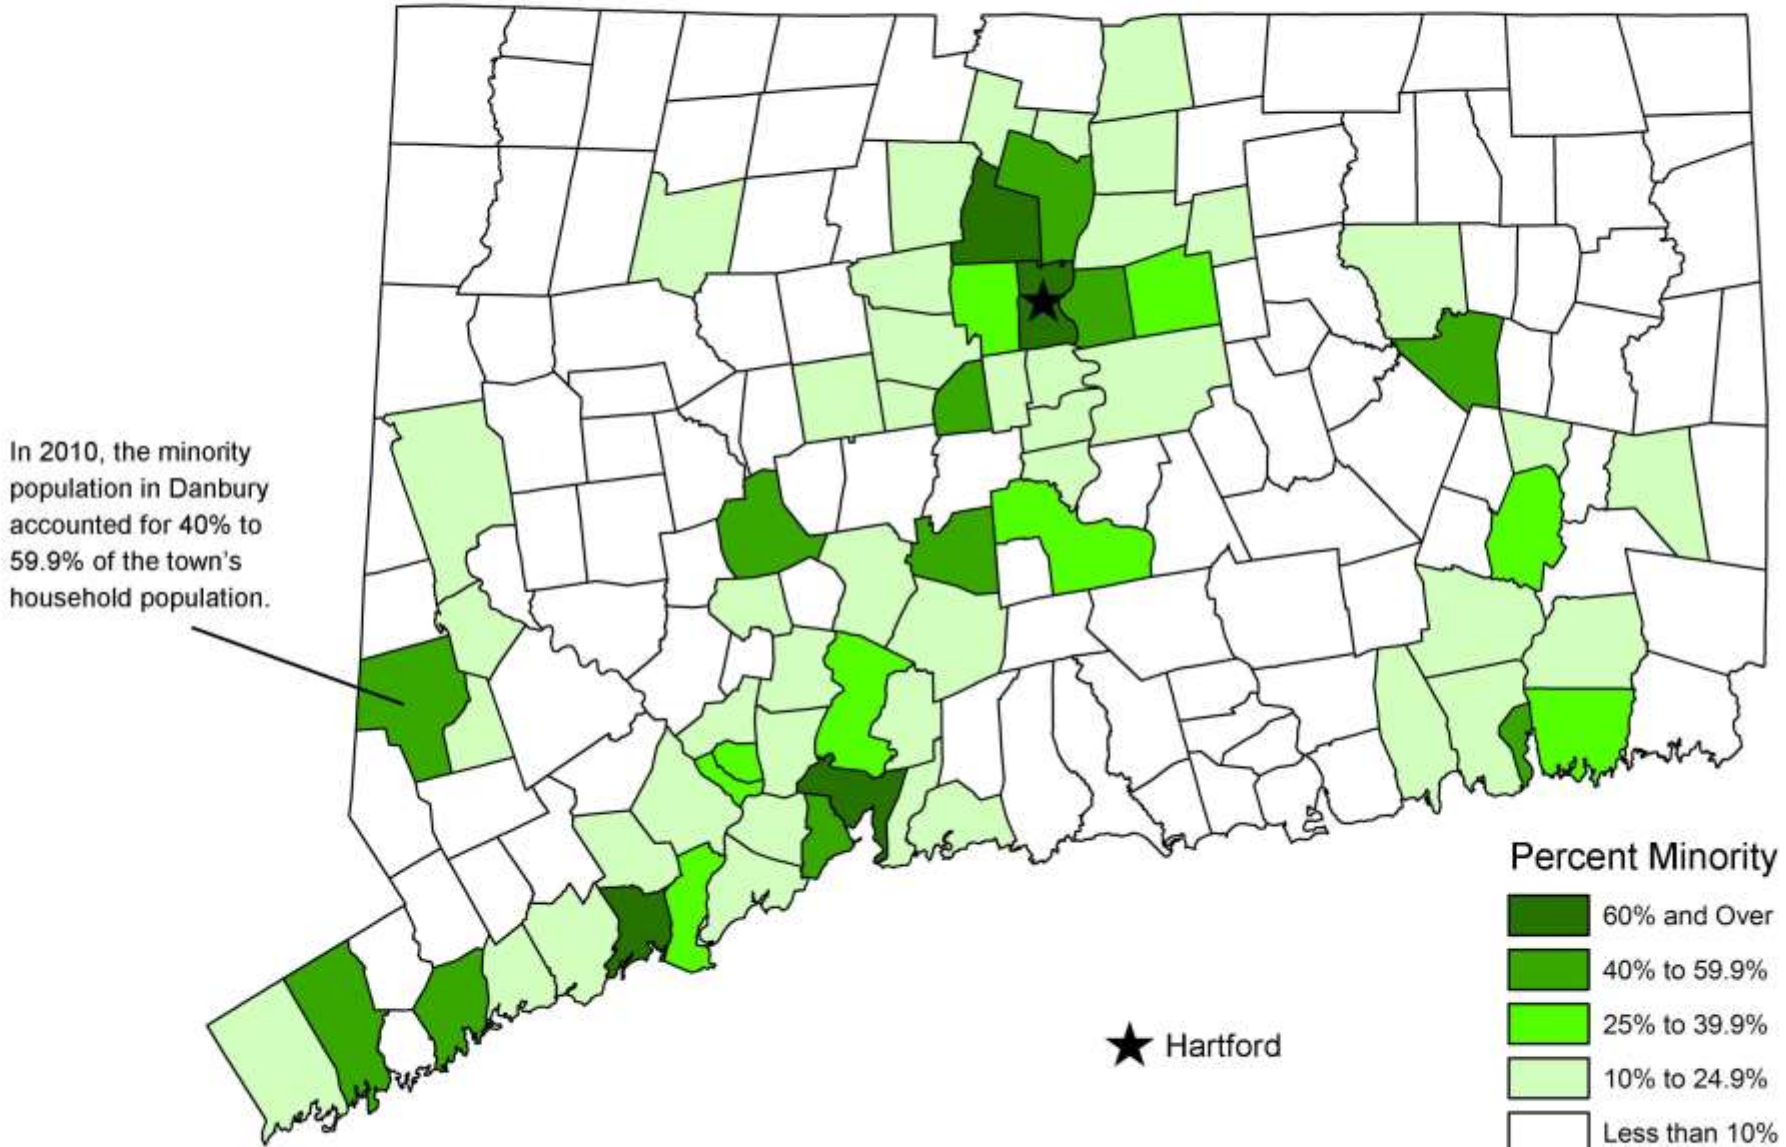 In 2010, the minority
population in Danbury
accounted for 40% to
59.9% of the town's
household population.
Percent Minority
60% and Over
40% to 59.9%
25% to 39.9%
10% to 24.9%
Less than 10%
Hartford